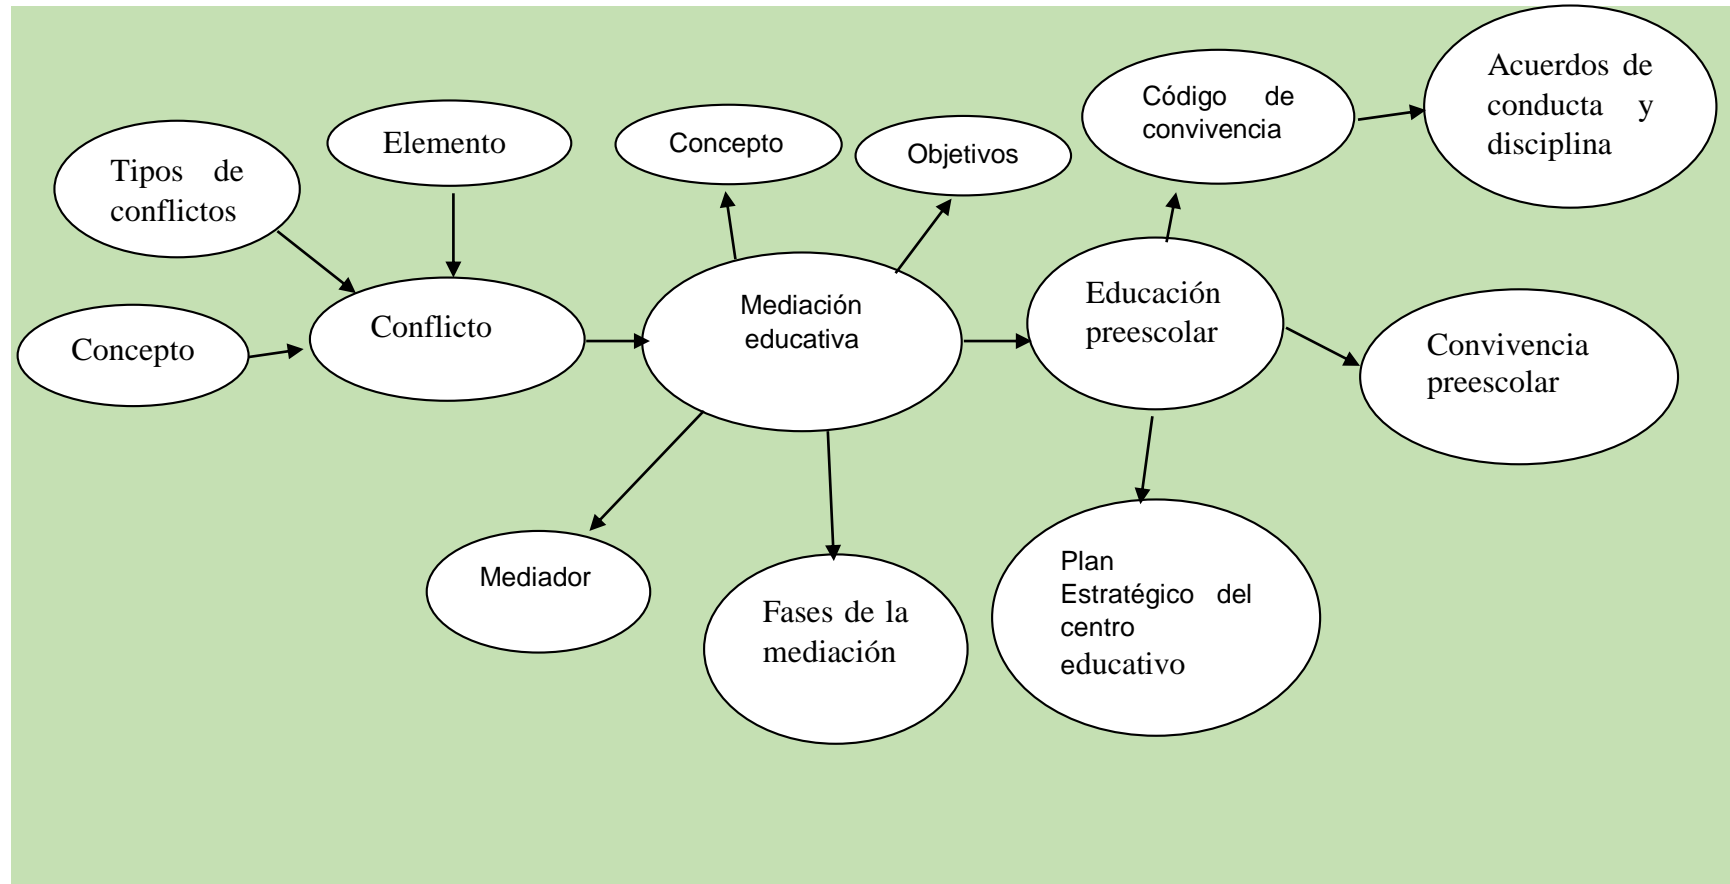 Acuerdos de
conducta y
disciplina
Código de
convivencia
Elemento
Concepto
Objetivos
Tipos de
conflictos
Educación
preescolar
Mediación
educativa
Conflicto
Concepto
Convivencia
preescolar
Mediador
Fases de la
mediación
Plan
Estratégico del
centro
educativo